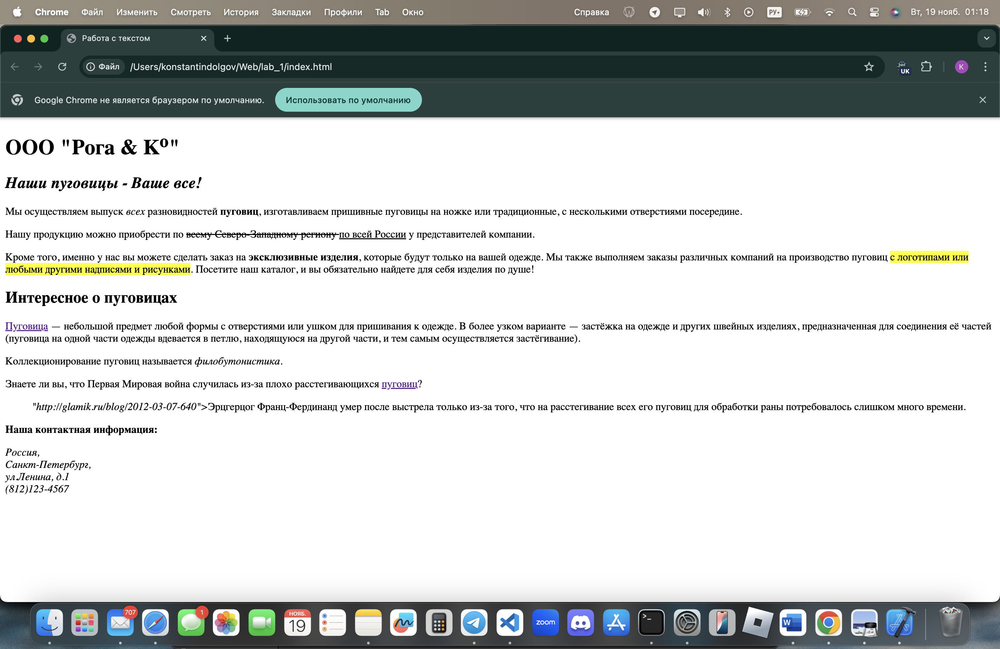 Chrome Файл Изменить Смотреть История Закладки Профили Tab Окно Справка РУ Вт, 19 нояб. 01:18
Работа с текстом
Файл /Users/konstantindolgov/Web/lab_1/index.html UK K
Google Chrome не является браузером по умолчанию. Использовать по умолчанию
ООО "Рога & Kº"
Наши пуговицы - Ваше все!
Мы осуществляем выпуск всех разновидностей пуговиц, изготавливаем пришивные пуговицы на ножке или традиционные, с несколькими отверстиями посередине.
Нашу продукцию можно приобрести по всему Северо-Западному региону по всей России у представителей компании.
Кроме того, именно у нас вы можете сделать заказ на эксклюзивные изделия, которые будут только на вашей одежде. Мы также выполняем заказы различных компаний на производство пуговиц с логотипами или
любыми другими надписями и рисунками. Посетите наш каталог, и вы обязательно найдете для себя изделия по душе!
Интересное о пуговицах
Пуговица — небольшой предмет любой формы с отверстиями или ушком для пришивания к одежде. В более узком варианте — застёжка на одежде и других швейных изделиях, предназначенная для соединения её частей
(пуговица на одной части одежды вдевается в петлю, находящуюся на другой части, и тем самым осуществляется застёгивание).
Коллекционирование пуговиц называется филобутонистика.
Знаете ли вы, что Первая Мировая война случилась из-за плохо расстегивающихся пуговиц?
"http://glamik.ru/blog/2012-03-07-640">Эрцгерцог Франц-Фердинанд умер после выстрела только из-за того, что на расстегивание всех его пуговиц для обработки раны потребовалось слишком много времени.
Наша контактная информация:
Россия,
Санкт-Петербург,
ул.Ленина, д.1
(812)123-4567
707 1 НОЯБ. 19 zoom >_ W